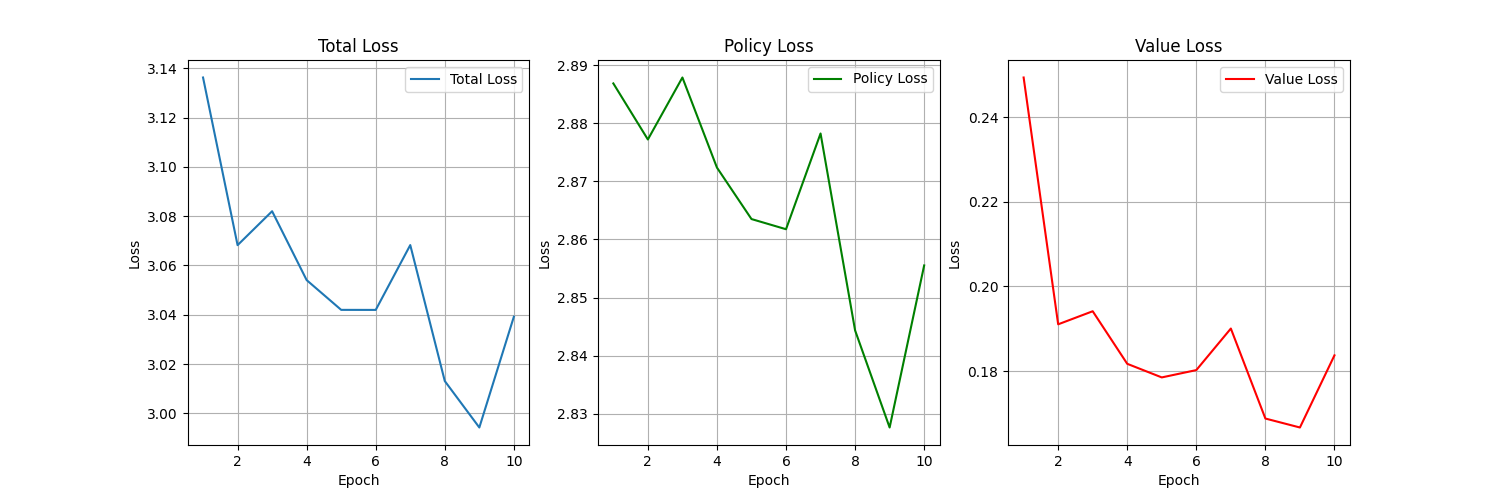 Total Loss
Total Loss
3.14
3.12
3.10
3.08
3.06
3.04
3.02
3.00
Loss
2
4
6
8
10
Epoch
Policy Loss
Policy Loss
2.89
2.88
2.87
2.86
2.85
2.84
2.83
Loss
2
4
6
8
10
Epoch
Value Loss
Value Loss
0.24
0.22
0.20
0.18
Loss
2
4
6
8
10
Epoch